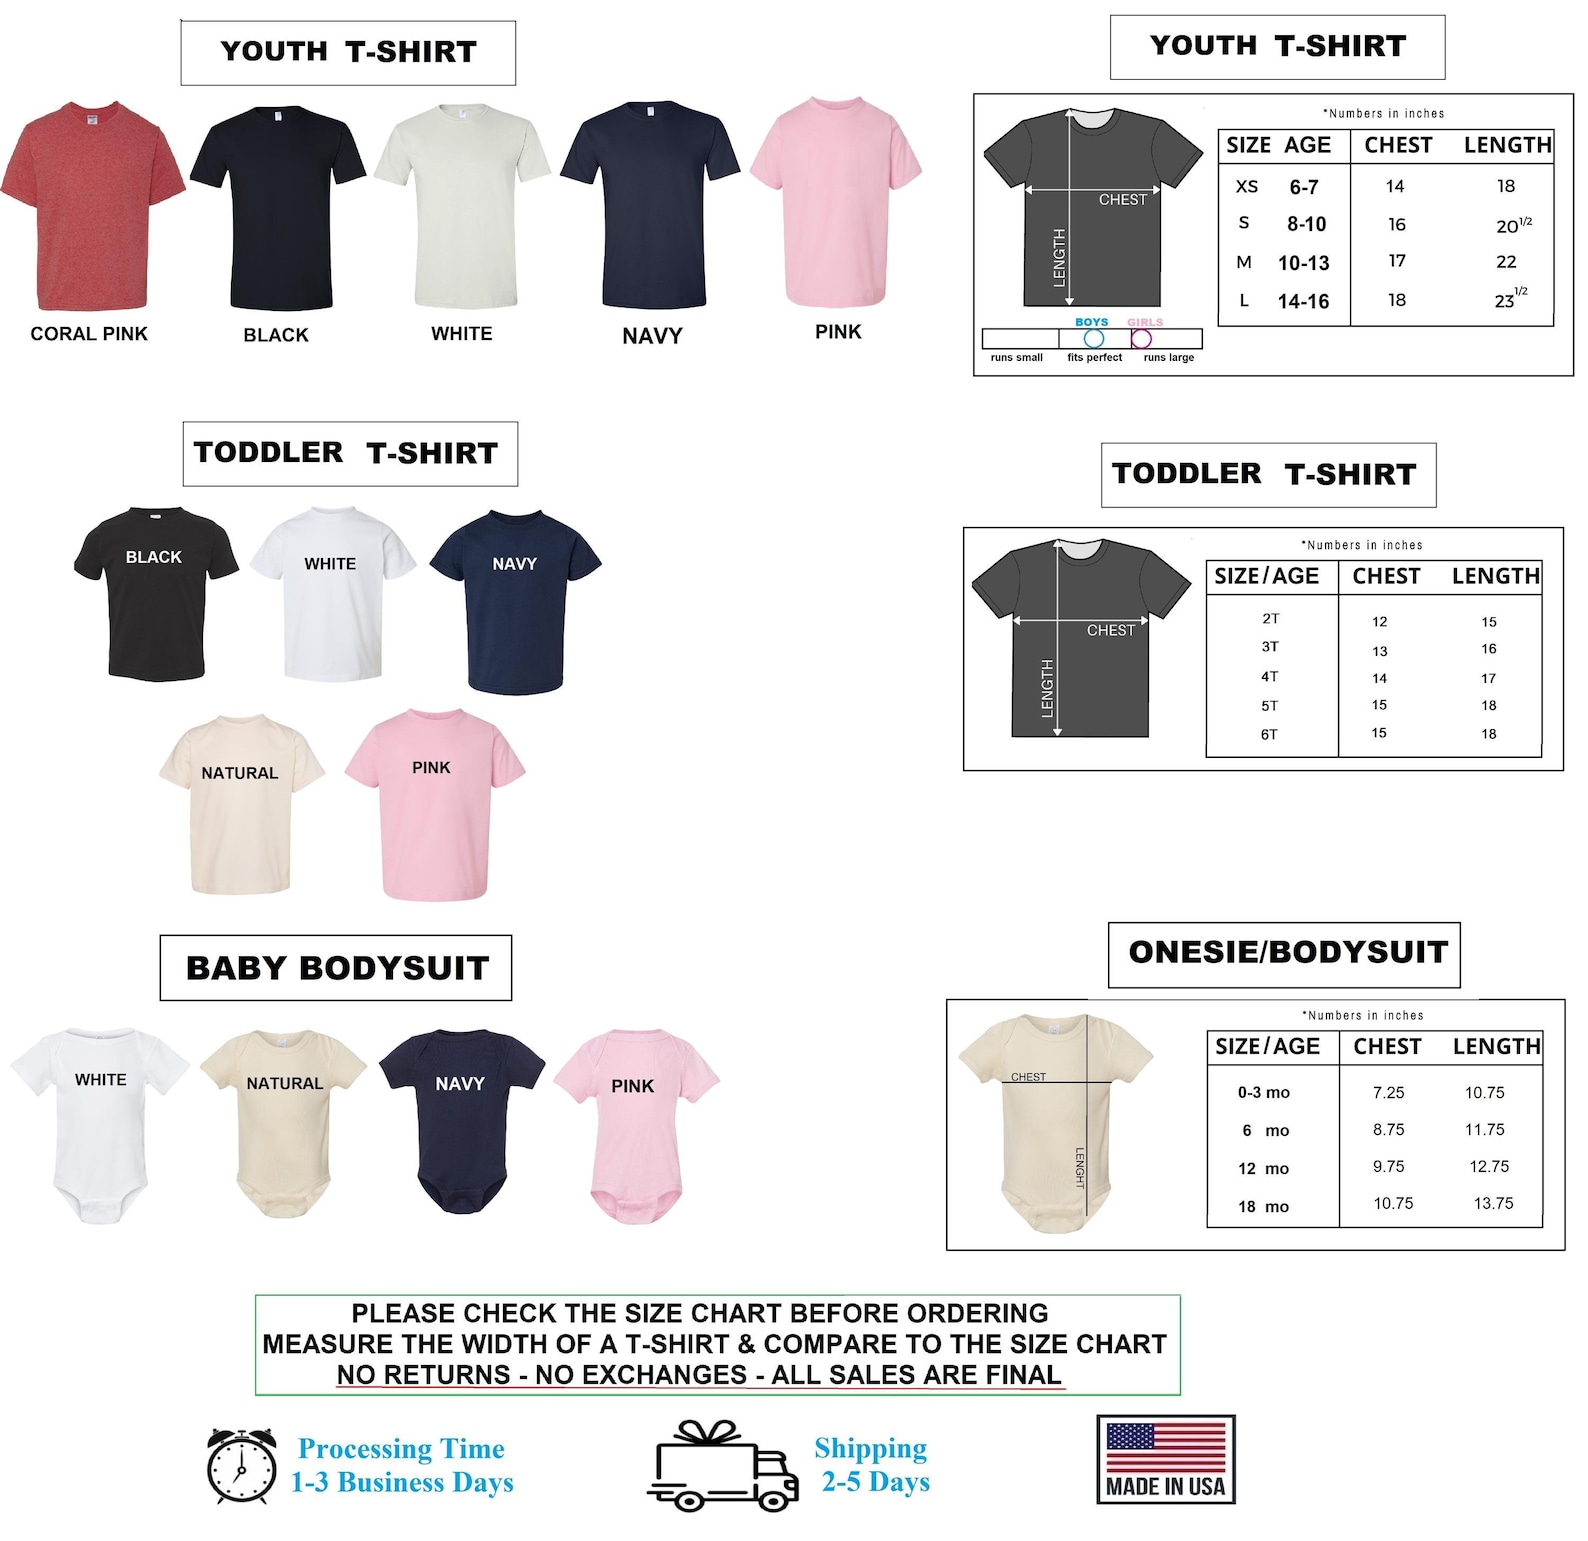 YOUTH T-SHIRT
CORAL PINK
BLACK
WHITE
NAVY
PINK
YOUTH T-SHIRT
*Numbers in inches
SIZE AGE CHEST LENGTH
XS 6-7 14 18
S 8-10 16 20 1/2
M 10-13 17 22
L 14-16 18 23 1/2
CHEST
LENGTH
BOYS GIRLS
runs small fits perfect runs large
TODDLER T-SHIRT
BLACK
WHITE
NAVY
NATURAL
PINK
TODDLER T-SHIRT
*Numbers in inches
SIZE/AGE CHEST LENGTH
2T 12 15
3T 13 16
4T 14 17
5T 15 18
6T 15 18
CHEST
LENGTH
BABY BODYSUIT
WHITE
NATURAL
NAVY
PINK
ONESIE/BODYSUIT
*Numbers in inches
SIZE/AGE CHEST LENGTH
0-3 mo 7.25 10.75
6 mo 8.75 11.75
12 mo 9.75 12.75
18 mo 10.75 13.75
CHEST
LENGHT
PLEASE CHECK THE SIZE CHART BEFORE ORDERING
MEASURE THE WIDTH OF A T-SHIRT & COMPARE TO THE SIZE CHART
NO RETURNS - NO EXCHANGES - ALL SALES ARE FINAL
Processing Time
1-3 Business Days
Shipping
2-5 Days
MADE IN USA